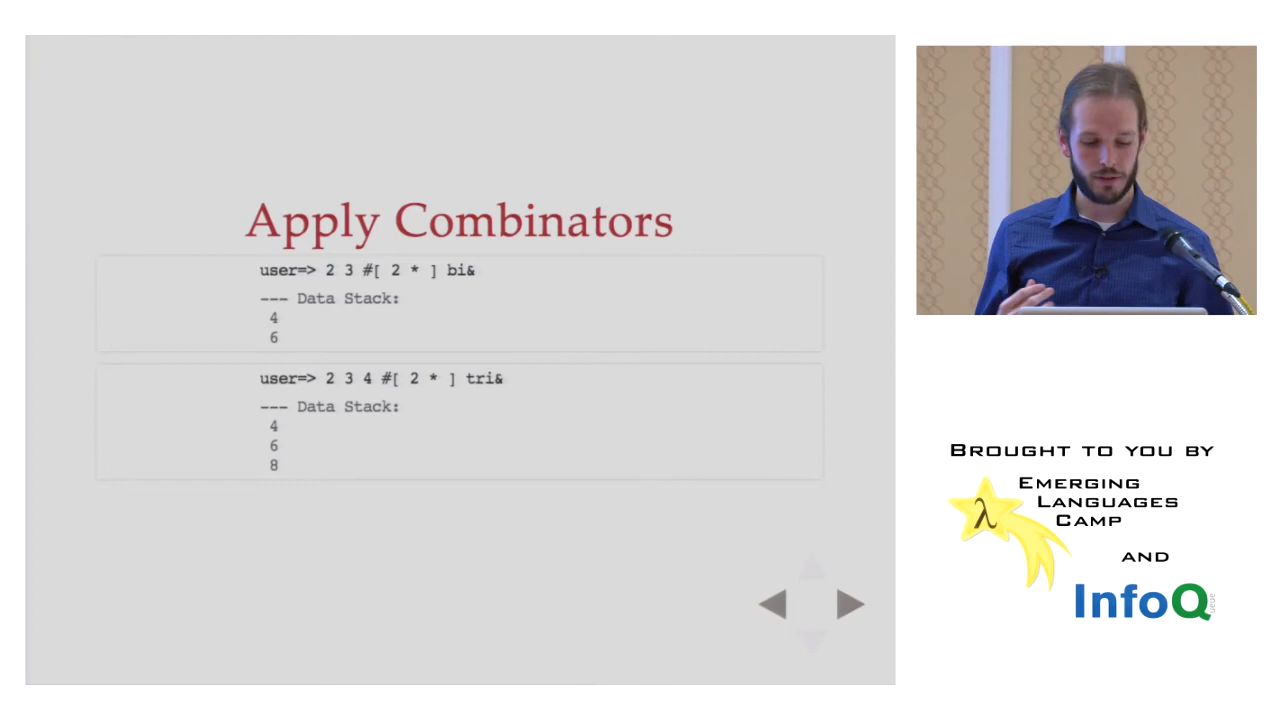 Apply Combinators
user=> 2 3 #[ 2 * ] bi&
--- Data Stack:
4
6
user=> 2 3 4 #[ 2 * ] tri&
--- Data Stack:
4
6
8
BROUGHT TO YOU BY
EMERGING
LANGUAGES
CAMP
λ
AND
InfoQ
ueue